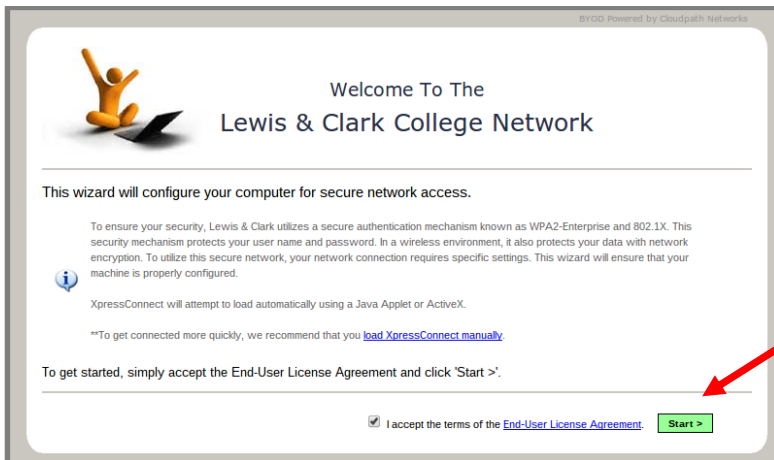 BYOD Powered by Cloudpath Networks
Welcome To The
Lewis & Clark College Network
This wizard will configure your computer for secure network access.
To ensure your security, Lewis & Clark utilizes a secure authentication mechanism known as WPA2-Enterprise and 802.1X. This
security mechanism protects your user name and password. In a wireless environment, it also protects your data with network
encryption. To utilize this secure network, your network connection requires specific settings. This wizard will ensure that your
machine is properly configured.
XpressConnect will attempt to load automatically using a Java Applet or ActiveX.
**To get connected more quickly, we recommend that you load XpressConnect manually.
To get started, simply accept the End-User License Agreement and click 'Start >'.
I accept the terms of the End-User License Agreement. Start >